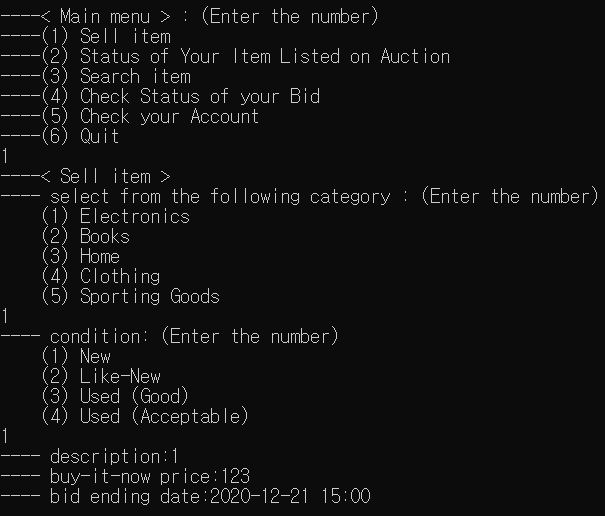 ----< Main menu > : (Enter the number)
----(1) Sell item
----(2) Status of Your Item Listed on Auction
----(3) Search item
----(4) Check Status of your Bid
----(5) Check your Account
----(6) Quit
1
----< Sell item >
---- select from the following category : (Enter the number)
    (1) Electronics
    (2) Books
    (3) Home
    (4) Clothing
    (5) Sporting Goods
1
---- condition: (Enter the number)
    (1) New
    (2) Like-New
    (3) Used (Good)
    (4) Used (Acceptable)
1
---- description:1
---- buy-it-now price:123
---- bid ending date:2020-12-21 15:00